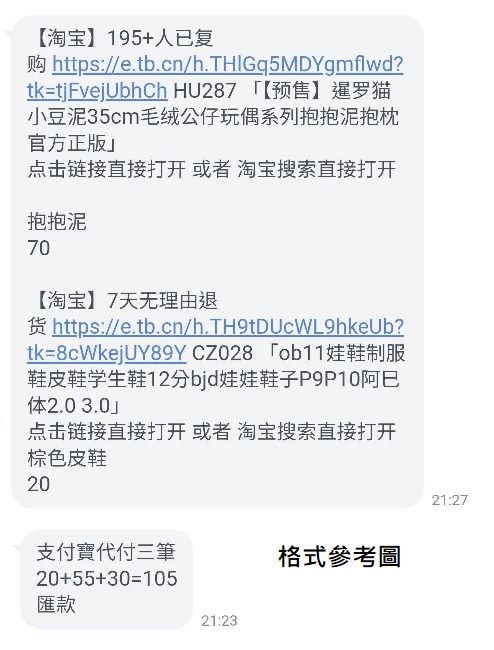 【淘宝】195+人已复
购 https://e.tb.cn/h.THlGq5MDYgmflwd?
tk=tjFvejUbhCh HU287 「【预售】暹罗猫
小豆泥35cm毛绒公仔玩偶系列抱抱泥抱枕
官方正版」
点击链接直接打开 或者 淘宝搜索直接打开
抱抱泥
70
【淘宝】7天无理由退
货 https://e.tb.cn/h.TH9tDUcWL9hkeUb?
tk=8cWkejUY89Y CZ028 「ob11娃鞋制服
鞋皮鞋学生鞋12分bjd娃娃鞋子P9P10阿巳
体2.0 3.0」
点击链接直接打开 或者 淘宝搜索直接打开
棕色皮鞋
20
21:27
支付寶代付三筆
20+55+30=105
匯款
21:23
格式參考圖